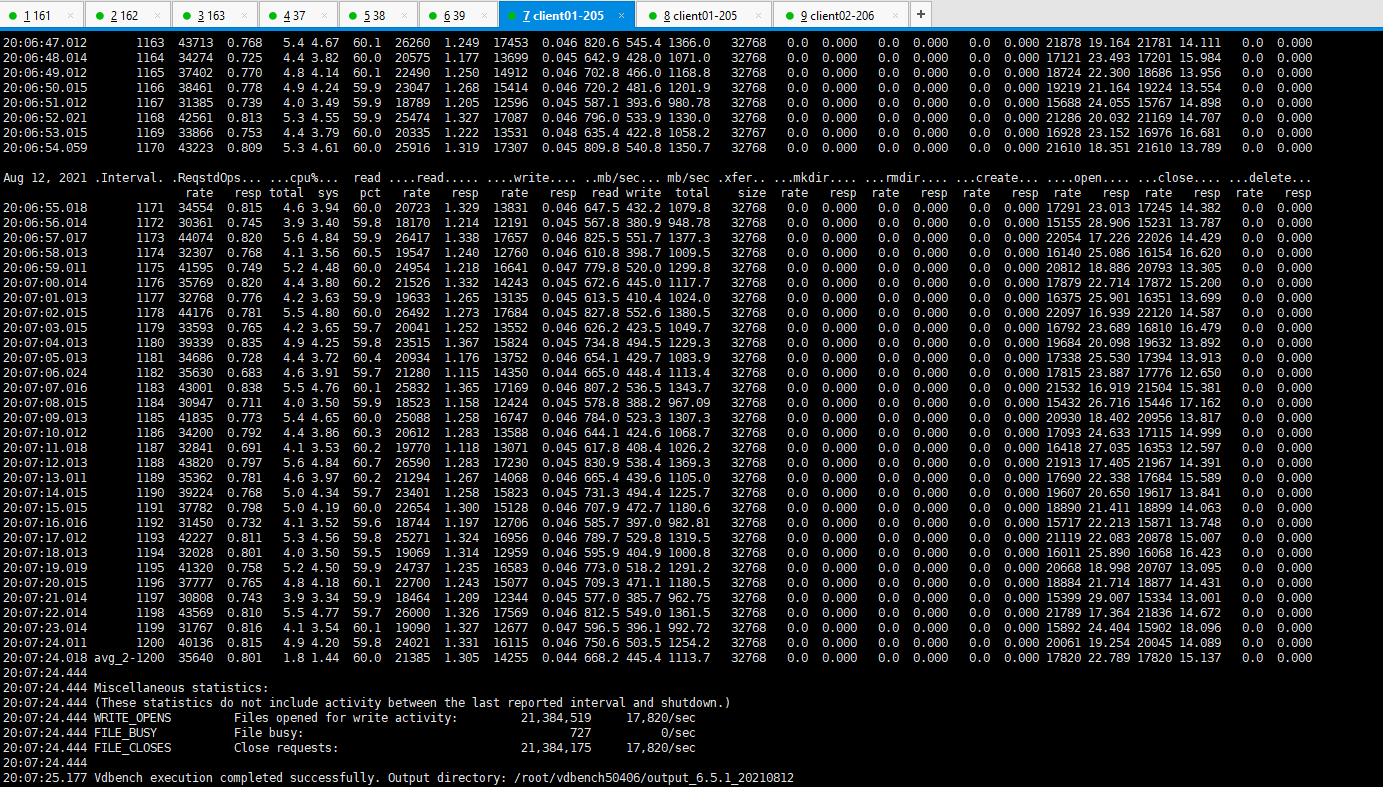 1 161 × 2 162 × 3 163 × 4 37 × 5 38 × 6 39 × 7 client01-205 × 8 client01-205 × 9 client02-206 × +
20:06:47.012 1163 43713 0.768 5.4 4.67 60.1 26260 1.249 17453 0.046 820.6 545.4 1366.0 32768 0.0 0.000 0.0 0.000 0.0 0.000 21878 19.164 21781 14.111 0.0 0.000
20:06:48.014 1164 34274 0.725 4.4 3.82 60.0 20575 1.177 13699 0.045 642.9 428.0 1071.0 32768 0.0 0.000 0.0 0.000 0.0 0.000 17121 23.493 17201 15.984 0.0 0.000
20:06:49.012 1165 37402 0.770 4.8 4.14 60.1 22490 1.250 14912 0.046 702.8 466.0 1168.8 32768 0.0 0.000 0.0 0.000 0.0 0.000 18724 22.300 18686 13.956 0.0 0.000
20:06:50.015 1166 38461 0.778 4.9 4.24 59.9 23047 1.268 15414 0.046 720.2 481.6 1201.9 32768 0.0 0.000 0.0 0.000 0.0 0.000 19219 21.164 19224 13.554 0.0 0.000
20:06:51.012 1167 31385 0.739 4.0 3.49 59.9 18789 1.205 12596 0.045 587.1 393.6 980.78 32768 0.0 0.000 0.0 0.000 0.0 0.000 15688 24.055 15767 14.898 0.0 0.000
20:06:52.021 1168 42561 0.813 5.3 4.55 59.9 25474 1.327 17087 0.046 796.0 533.9 1330.0 32768 0.0 0.000 0.0 0.000 0.0 0.000 21286 20.032 21169 14.707 0.0 0.000
20:06:53.015 1169 33866 0.753 4.4 3.79 60.0 20335 1.222 13531 0.048 635.4 422.8 1058.2 32767 0.0 0.000 0.0 0.000 0.0 0.000 16928 23.152 16976 16.681 0.0 0.000
20:06:54.059 1170 43223 0.809 5.3 4.61 60.0 25916 1.319 17307 0.045 809.8 540.8 1350.7 32768 0.0 0.000 0.0 0.000 0.0 0.000 21610 18.351 21610 13.789 0.0 0.000
Aug 12, 2021 .Interval. .ReqstdOps... ...cpu%... read ....read..... ....write.... ..mb/sec... mb/sec .xfer.. ...mkdir.... ...rmdir.... ...create... ....open.... ...close.... ...delete...
rate resp total sys pct rate resp rate resp read write total size rate resp rate resp rate resp rate resp rate resp rate resp
20:06:55.018 1171 34554 0.815 4.6 3.94 60.0 20723 1.329 13831 0.046 647.5 432.2 1079.8 32768 0.0 0.000 0.0 0.000 0.0 0.000 17291 23.013 17245 14.382 0.0 0.000
20:06:56.014 1172 30361 0.745 3.9 3.40 59.8 18170 1.214 12191 0.045 567.8 380.9 948.78 32768 0.0 0.000 0.0 0.000 0.0 0.000 15155 28.906 15231 13.787 0.0 0.000
20:06:57.017 1173 44074 0.820 5.6 4.84 59.9 26417 1.338 17657 0.046 825.5 551.7 1377.3 32768 0.0 0.000 0.0 0.000 0.0 0.000 22054 17.226 22026 14.429 0.0 0.000
20:06:58.013 1174 32307 0.768 4.1 3.56 60.5 19547 1.240 12760 0.046 610.8 398.7 1009.5 32768 0.0 0.000 0.0 0.000 0.0 0.000 16140 25.086 16154 16.620 0.0 0.000
20:06:59.011 1175 41595 0.749 5.2 4.48 60.0 24954 1.218 16641 0.047 779.8 520.0 1299.8 32768 0.0 0.000 0.0 0.000 0.0 0.000 20812 18.886 20793 13.305 0.0 0.000
20:07:00.014 1176 35769 0.820 4.4 3.80 60.2 21526 1.332 14243 0.045 672.6 445.0 1117.7 32768 0.0 0.000 0.0 0.000 0.0 0.000 17879 22.714 17872 15.200 0.0 0.000
20:07:01.013 1177 32768 0.776 4.2 3.63 59.9 19633 1.265 13135 0.045 613.5 410.4 1024.0 32768 0.0 0.000 0.0 0.000 0.0 0.000 16375 25.901 16351 13.699 0.0 0.000
20:07:02.015 1178 44176 0.781 5.5 4.80 60.0 26492 1.273 17684 0.045 827.8 552.6 1380.5 32768 0.0 0.000 0.0 0.000 0.0 0.000 22097 16.939 22120 14.587 0.0 0.000
20:07:03.015 1179 33593 0.765 4.2 3.65 59.7 20041 1.252 13552 0.046 626.2 423.5 1049.7 32768 0.0 0.000 0.0 0.000 0.0 0.000 16792 23.689 16810 16.479 0.0 0.000
20:07:04.013 1180 39339 0.835 4.9 4.25 59.8 23515 1.367 15824 0.045 734.8 494.5 1229.3 32768 0.0 0.000 0.0 0.000 0.0 0.000 19684 20.098 19632 13.892 0.0 0.000
20:07:05.013 1181 34686 0.728 4.4 3.72 60.4 20934 1.176 13752 0.046 654.1 429.7 1083.9 32768 0.0 0.000 0.0 0.000 0.0 0.000 17338 25.530 17394 13.913 0.0 0.000
20:07:06.024 1182 35630 0.683 4.6 3.91 59.7 21280 1.115 14350 0.044 665.0 448.4 1113.4 32768 0.0 0.000 0.0 0.000 0.0 0.000 17815 23.887 17776 12.650 0.0 0.000
20:07:07.016 1183 43001 0.838 5.5 4.76 60.1 25832 1.365 17169 0.046 807.2 536.5 1343.7 32768 0.0 0.000 0.0 0.000 0.0 0.000 21532 16.919 21504 15.381 0.0 0.000
20:07:08.015 1184 30947 0.711 4.0 3.50 59.9 18523 1.158 12424 0.045 578.8 388.2 967.09 32768 0.0 0.000 0.0 0.000 0.0 0.000 15432 26.716 15446 17.162 0.0 0.000
20:07:09.013 1185 41835 0.773 5.4 4.65 60.0 25088 1.258 16747 0.046 784.0 523.3 1307.3 32768 0.0 0.000 0.0 0.000 0.0 0.000 20930 18.402 20956 13.817 0.0 0.000
20:07:10.012 1186 34200 0.792 4.4 3.86 60.3 20612 1.283 13588 0.046 644.1 424.6 1068.7 32768 0.0 0.000 0.0 0.000 0.0 0.000 17093 24.633 17115 14.999 0.0 0.000
20:07:11.018 1187 32841 0.691 4.1 3.53 60.2 19770 1.118 13071 0.045 617.8 408.4 1026.2 32768 0.0 0.000 0.0 0.000 0.0 0.000 16418 27.035 16353 12.597 0.0 0.000
20:07:12.013 1188 43820 0.797 5.6 4.84 60.7 26590 1.283 17230 0.045 830.9 538.4 1369.3 32768 0.0 0.000 0.0 0.000 0.0 0.000 21913 17.405 21967 14.391 0.0 0.000
20:07:13.011 1189 35362 0.781 4.6 3.97 60.2 21294 1.267 14068 0.046 665.4 439.6 1105.0 32768 0.0 0.000 0.0 0.000 0.0 0.000 17690 22.338 17684 15.589 0.0 0.000
20:07:14.015 1190 39224 0.768 5.0 4.34 59.7 23401 1.258 15823 0.045 731.3 494.4 1225.7 32768 0.0 0.000 0.0 0.000 0.0 0.000 19607 20.650 19617 13.841 0.0 0.000
20:07:15.015 1191 37782 0.798 5.0 4.19 60.0 22654 1.300 15128 0.046 707.9 472.7 1180.6 32768 0.0 0.000 0.0 0.000 0.0 0.000 18890 21.411 18899 14.063 0.0 0.000
20:07:16.016 1192 31450 0.732 4.1 3.52 59.6 18744 1.197 12706 0.046 585.7 397.0 982.81 32768 0.0 0.000 0.0 0.000 0.0 0.000 15717 22.213 15871 13.748 0.0 0.000
20:07:17.012 1193 42227 0.811 5.3 4.56 59.8 25271 1.324 16956 0.046 789.7 529.8 1319.5 32768 0.0 0.000 0.0 0.000 0.0 0.000 21119 22.083 20878 15.007 0.0 0.000
20:07:18.013 1194 32028 0.801 4.0 3.50 59.5 19069 1.314 12959 0.046 595.9 404.9 1000.8 32768 0.0 0.000 0.0 0.000 0.0 0.000 16011 25.890 16068 16.423 0.0 0.000
20:07:19.019 1195 41320 0.758 5.2 4.50 59.9 24737 1.235 16583 0.046 773.0 518.2 1291.2 32768 0.0 0.000 0.0 0.000 0.0 0.000 20668 18.998 20707 13.095 0.0 0.000
20:07:20.015 1196 37777 0.765 4.8 4.18 60.1 22700 1.243 15077 0.045 709.3 471.1 1180.5 32768 0.0 0.000 0.0 0.000 0.0 0.000 18884 21.714 18877 14.431 0.0 0.000
20:07:21.014 1197 30808 0.743 3.9 3.34 59.9 18464 1.209 12344 0.045 577.0 385.7 962.75 32768 0.0 0.000 0.0 0.000 0.0 0.000 15399 29.007 15334 13.001 0.0 0.000
20:07:22.014 1198 43569 0.810 5.5 4.77 59.7 26000 1.326 17569 0.046 812.5 549.0 1361.5 32768 0.0 0.000 0.0 0.000 0.0 0.000 21789 17.364 21836 14.672 0.0 0.000
20:07:23.014 1199 31767 0.816 4.1 3.54 60.1 19090 1.327 12677 0.047 596.5 396.1 992.72 32768 0.0 0.000 0.0 0.000 0.0 0.000 15892 24.404 15902 18.096 0.0 0.000
20:07:24.011 1200 40136 0.815 4.9 4.20 59.8 24021 1.331 16115 0.046 750.6 503.5 1254.2 32768 0.0 0.000 0.0 0.000 0.0 0.000 20061 19.254 20045 14.089 0.0 0.000
20:07:24.018 avg_2-1200 35640 0.801 1.8 1.44 60.0 21385 1.305 14255 0.044 668.2 445.4 1113.7 32768 0.0 0.000 0.0 0.000 0.0 0.000 17820 22.789 17820 15.137 0.0 0.000
20:07:24.444
20:07:24.444 Miscellaneous statistics:
20:07:24.444 (These statistics do not include activity between the last reported interval and shutdown.)
20:07:24.444 WRITE_OPENS Files opened for write activity: 21,384,519 17,820/sec
20:07:24.444 FILE_BUSY File busy: 727 0/sec
20:07:24.444 FILE_CLOSES Close requests: 21,384,175 17,820/sec
20:07:24.444
20:07:25.177 Vdbench execution completed successfully. Output directory: /root/vdbench50406/output_6.5.1_20210812